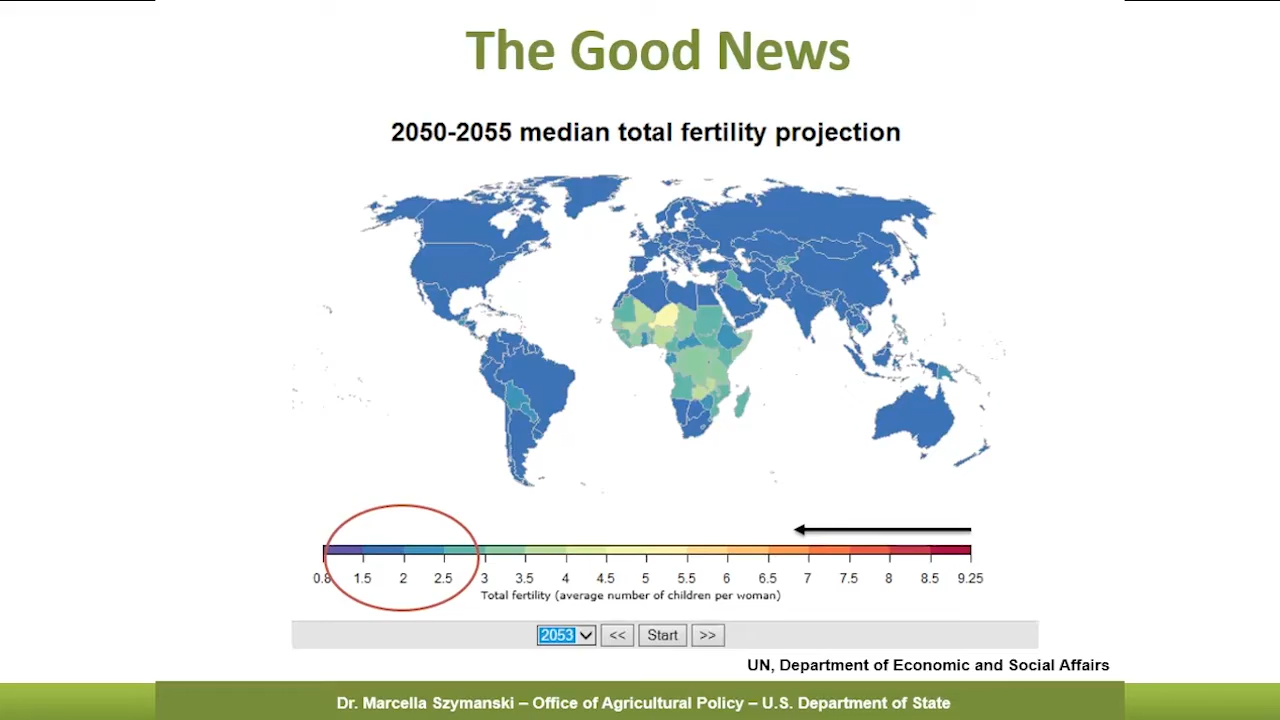 The Good News
2050-2055 median total fertility projection
0.8 1.5 2 2.5 3 3.5 4 4.5 5 5.5 6 6.5 7 7.5 8 8.5 9.25
Total fertility (average number of children per woman)
2053 << Start >>
UN, Department of Economic and Social Affairs
Dr. Marcella Szymanski – Office of Agricultural Policy – U.S. Department of State